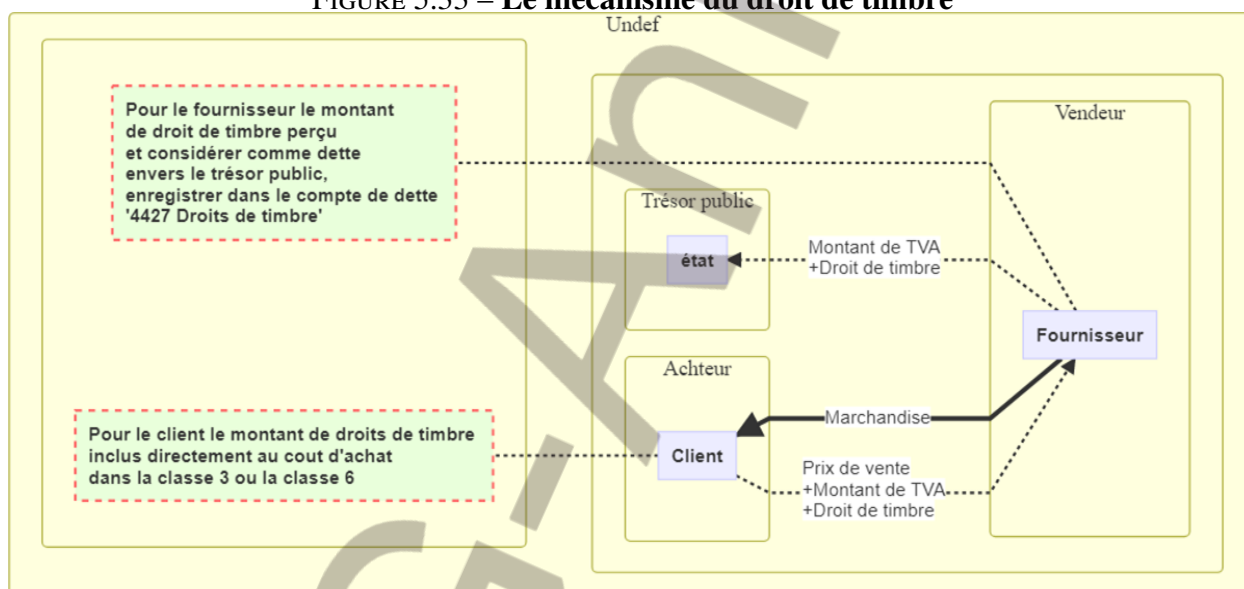 FIGURE 5.33 – Le mécanisme du droit de timbre
Undef
Pour le fournisseur le montant
de droit de timbre perçu
et considérer comme dette
envers le trésor public,
enregistrer dans le compte de dette
'4427 Droits de timbre'
Vendeur
Trésor public
état
Montant de TVA
+Droit de timbre
Fournisseur
Achteur
Marchandise
Pour le client le montant de droits de timbre
inclus directement au cout d'achat
dans la classe 3 ou la classe 6
Client
Prix de vente
+Montant de TVA
+Droit de timbre